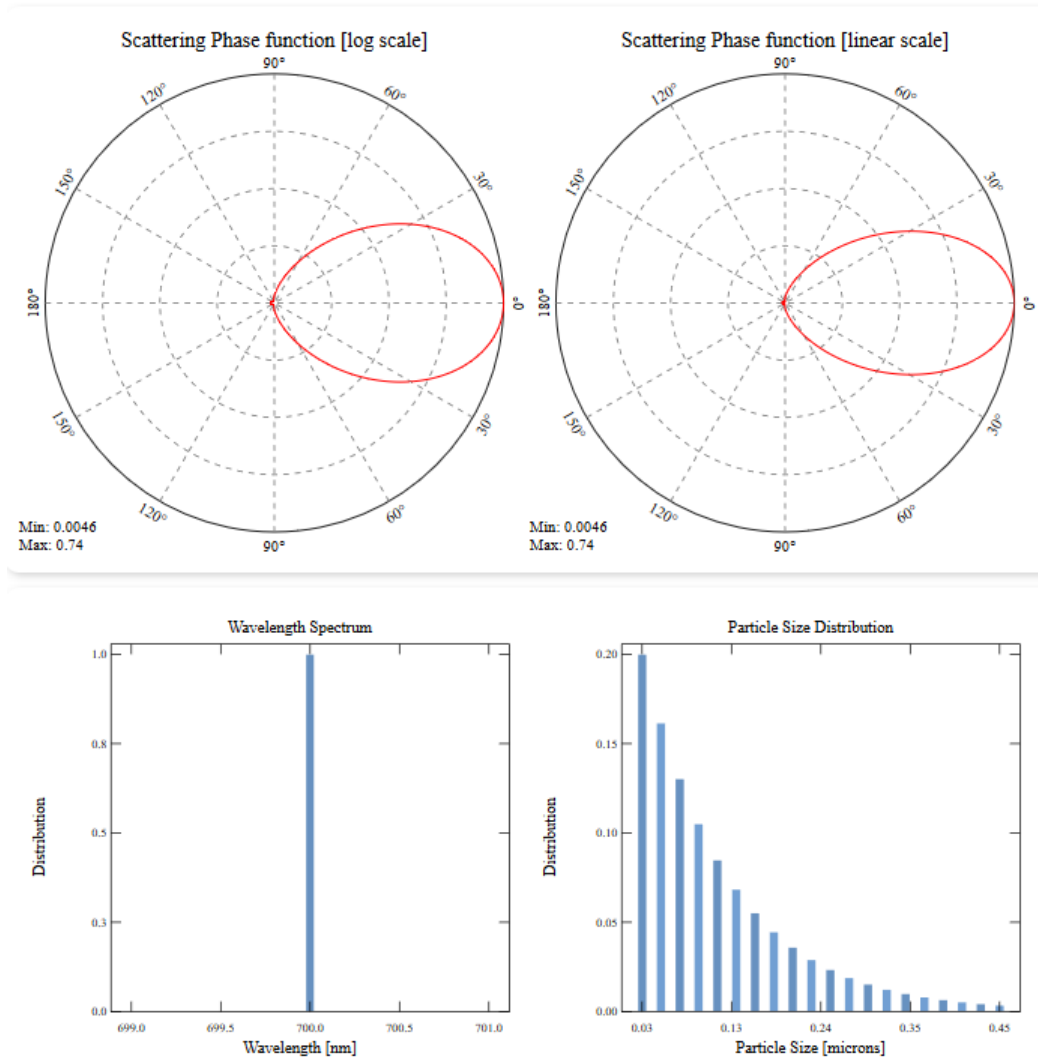 Scattering Phase function [log scale]
90°
120°
60°
150°
30°
180°
0°
150°
30°
120°
60°
90°
Min: 0.0046
Max: 0.74
Scattering Phase function [linear scale]
90°
120°
60°
150°
30°
180°
0°
150°
30°
120°
60°
90°
Min: 0.0046
Max: 0.74
Wavelength Spectrum
1.0
0.8
0.5
0.3
0.0
Distribution
699.0 699.5 700.0 700.5 701.0
Wavelength [nm]
Particle Size Distribution
0.20
0.15
0.10
0.05
0.00
Distribution
0.03 0.13 0.24 0.35 0.45
Particle Size [microns]